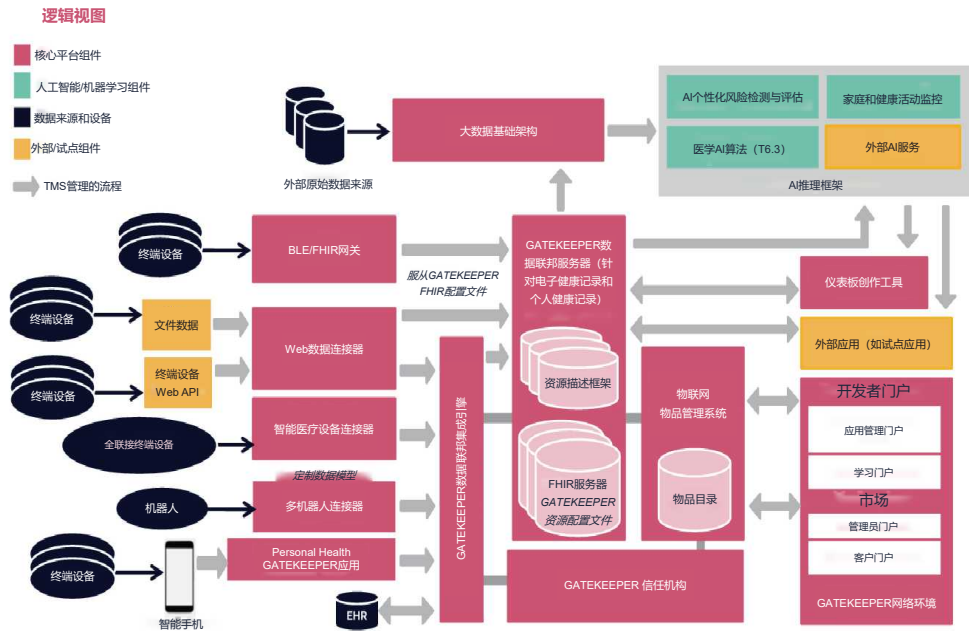 逻辑视图
核心平台组件
人工智能/机器学习组件
数据来源和设备
外部/试点组件
TMS管理的流程
外部原始数据来源
大数据基础架构
AI个性化风险检测与评估
家庭和健康活动监控
医学AI算法（T6.3）
外部AI服务
AI推理框架
终端设备
BLE/FHIR网关
服从GATEKEEPER
FHIR配置文件
GATEKEEPER数
据联邦服务器（针
对电子健康记录和
个人健康记录）
仪表板创作工具
终端设备
文件数据
Web数据连接器
外部应用（如试点应用）
终端设备
终端设备
Web API
资源描述框架
物联网
物品管理系统
开发者门户
应用管理门户
学习门户
全联接终端设备
智能医疗设备连接器
GATEKEEPER数据联邦集成引擎
定制数据模型
FHIR服务器
GATEKEEPER
资源配置文件
物品目录
市场
管理员门户
客户门户
机器人
多机器人连接器
终端设备
智能手机
Personal Health
GATEKEEPER应用
EHR
GATEKEEPER 信任机构
GATEKEEPER网络环境